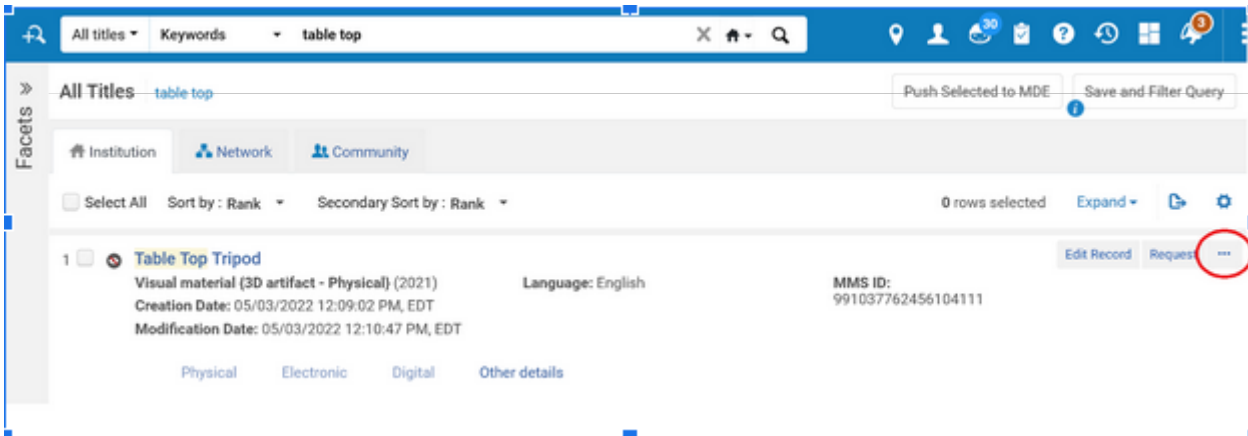 All titles Keywords table top 30 3
All Titles table top Push Selected to MDE Save and Filter Query
Facets
Institution Network Community
Select All Sort by : Rank Secondary Sort by : Rank 0 rows selected Expand
1 Table Top Tripod Edit Record Request
Visual material {3D artifact - Physical} (2021) Language: English MMS ID:
Creation Date: 05/03/2022 12:09:02 PM, EDT 991037762456104111
Modification Date: 05/03/2022 12:10:47 PM, EDT
Physical Electronic Digital Other details